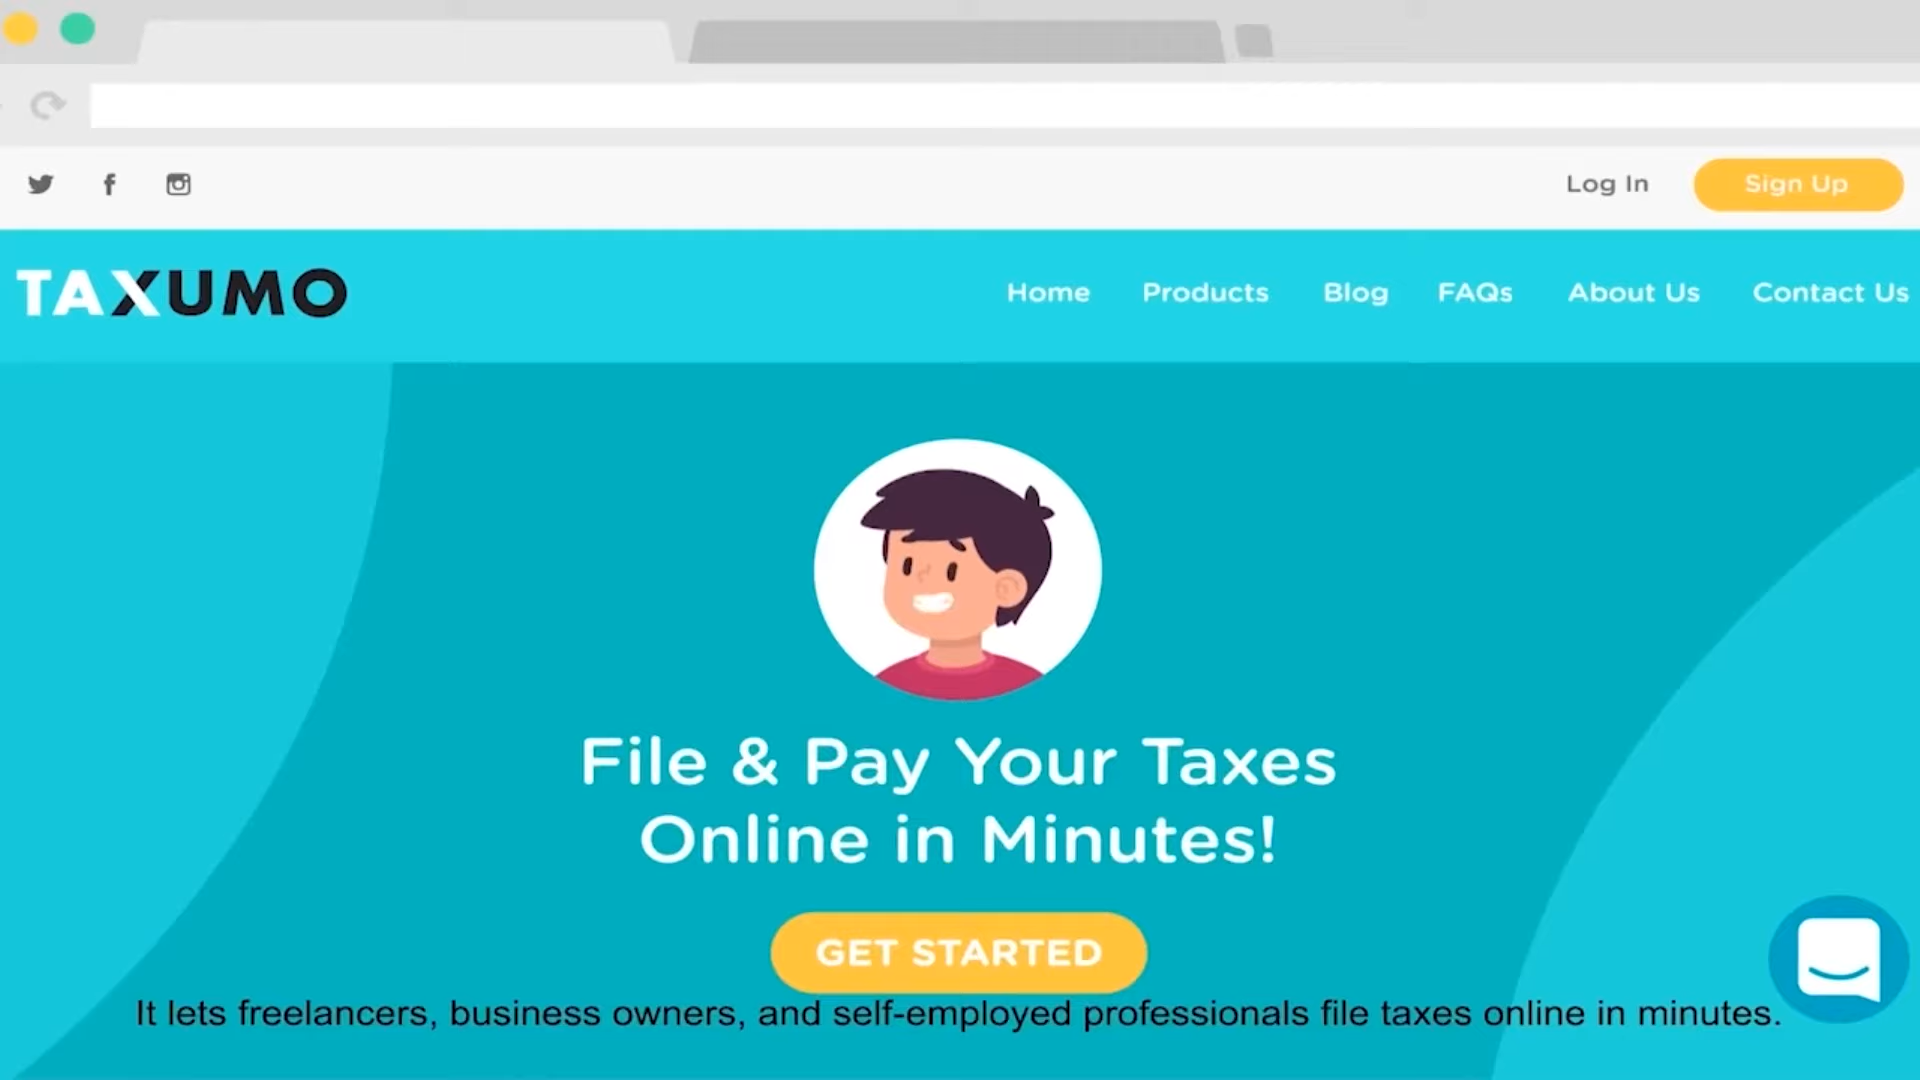 Log In
Sign Up
TAXUMO
Home
Products
Blog
FAQs
About Us
Contact Us
File & Pay Your Taxes
Online in Minutes!
GET STARTED
It lets freelancers, business owners, and self-employed professionals file taxes online in minutes.